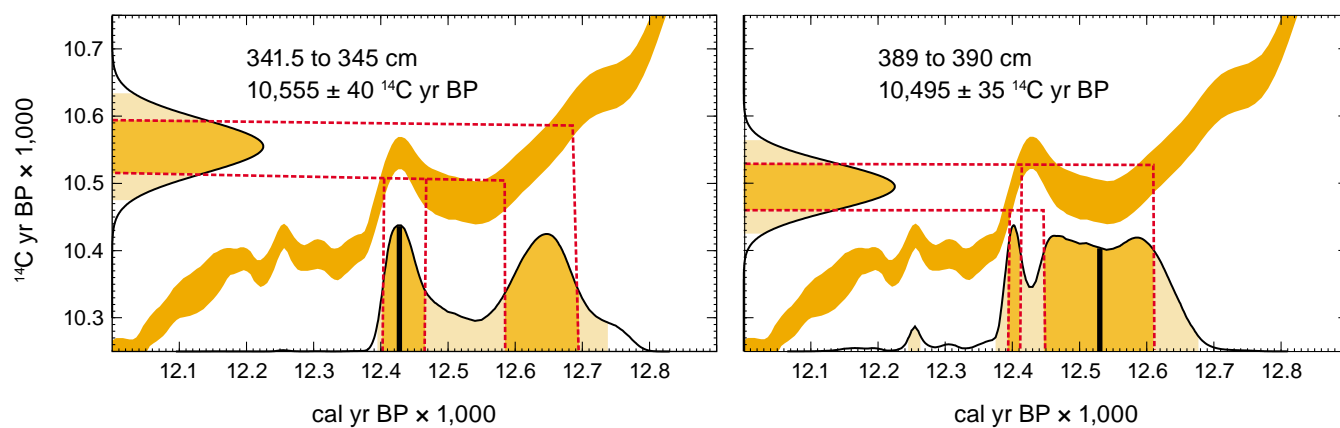 ¹⁴C yr BP × 1,000
10.7
10.6
10.5
10.4
10.3
341.5 to 345 cm
10,555 ± 40 ¹⁴C yr BP
12.1 12.2 12.3 12.4 12.5 12.6 12.7 12.8
cal yr BP × 1,000
389 to 390 cm
10,495 ± 35 ¹⁴C yr BP
12.1 12.2 12.3 12.4 12.5 12.6 12.7 12.8
cal yr BP × 1,000